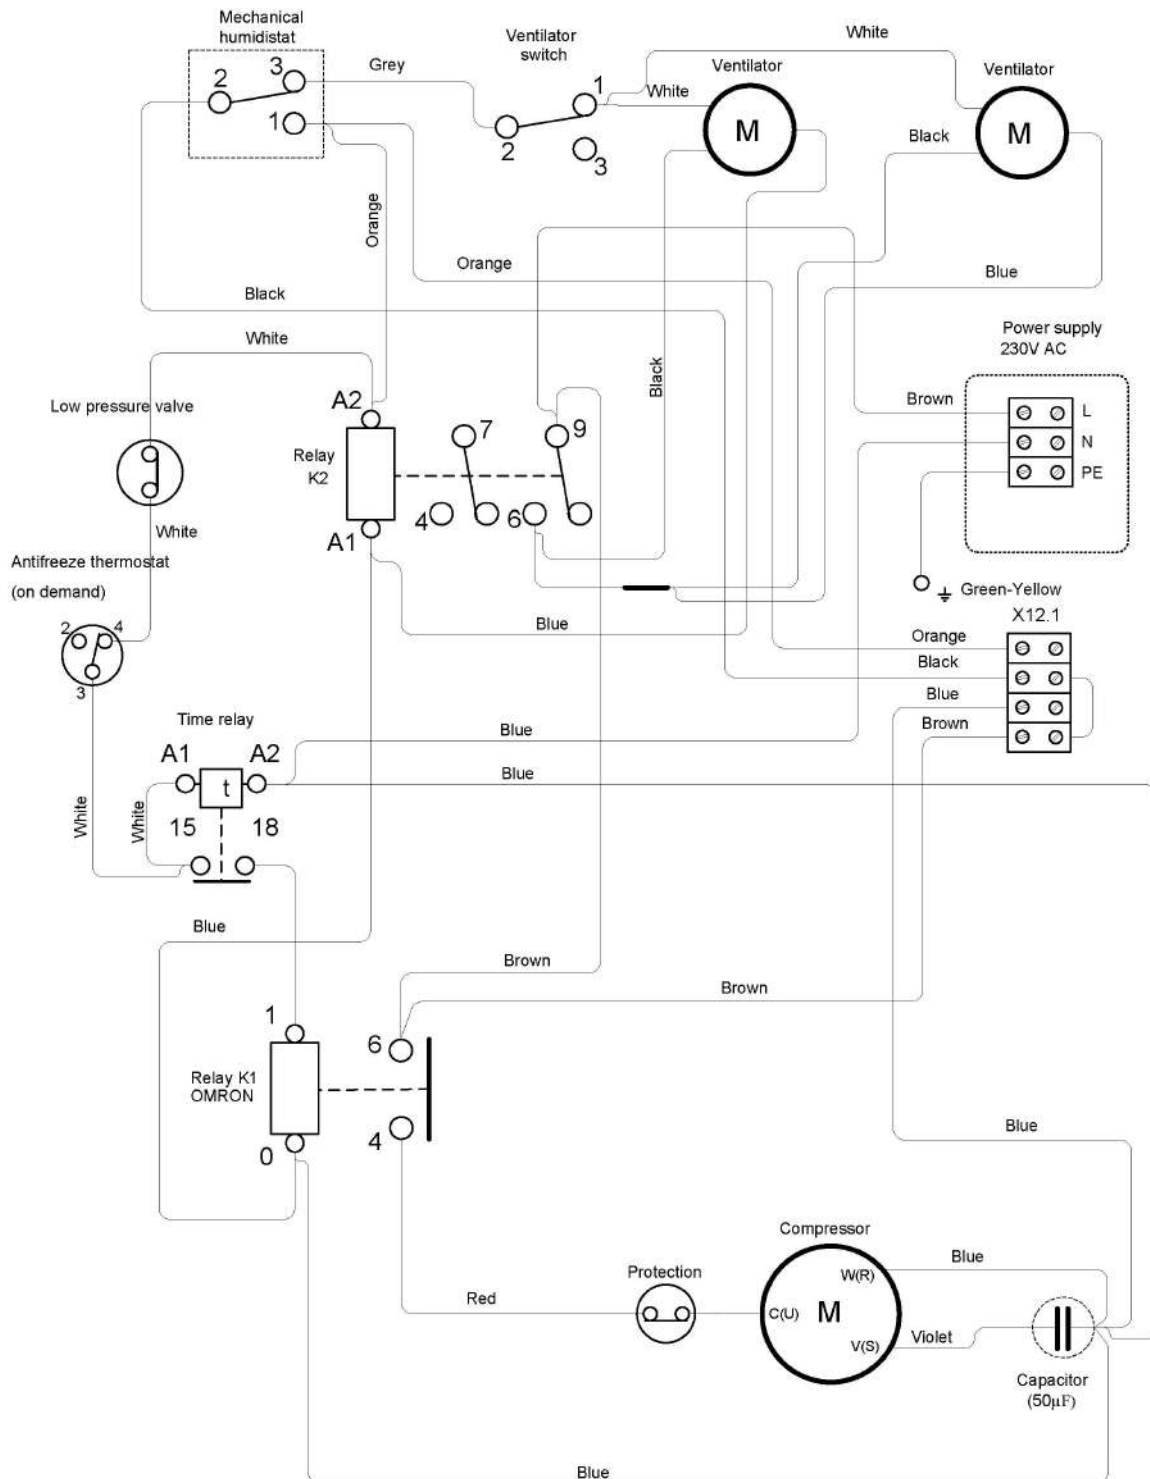 Mechanical
humidistat
Ventilator
switch
White
Grey
Ventilator
Ventilator
3
2
1
1
White
2
3
M
M
Black
Orange
Orange
Blue
Black
White
Power supply
230V AC
Black
Low pressure valve
A2
Brown
L
7
9
Relay
K2
N
PE
4
6
White
A1
Antifreeze thermostat
(on demand)
Green-Yellow
X12.1
2
4
Blue
Orange
Black
3
Blue
Time relay
Brown
Blue
A1
A2
Blue
t
White
White
15
18
Blue
Brown
Brown
1
6
Relay K1
OMRON
4
Blue
0
Compressor
Blue
Protection
W(R)
Red
C(U)
M
V(S)
Violet
Capacitor
(50µF)
Blue